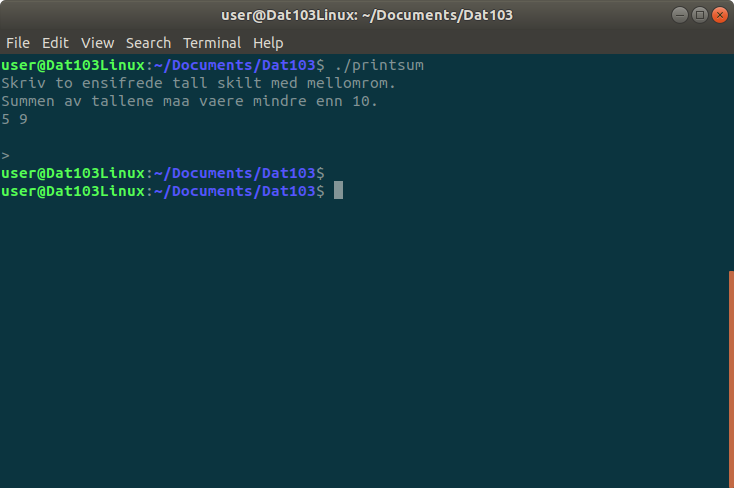 user@Dat103Linux: ~/Documents/Dat103
File Edit View Search Terminal Help
user@Dat103Linux:~/Documents/Dat103$ ./printsum
Skriv to ensifrede tall skilt med mellomrom.
Summen av tallene maa vaere mindre enn 10.
5 9
>
user@Dat103Linux:~/Documents/Dat103$
user@Dat103Linux:~/Documents/Dat103$